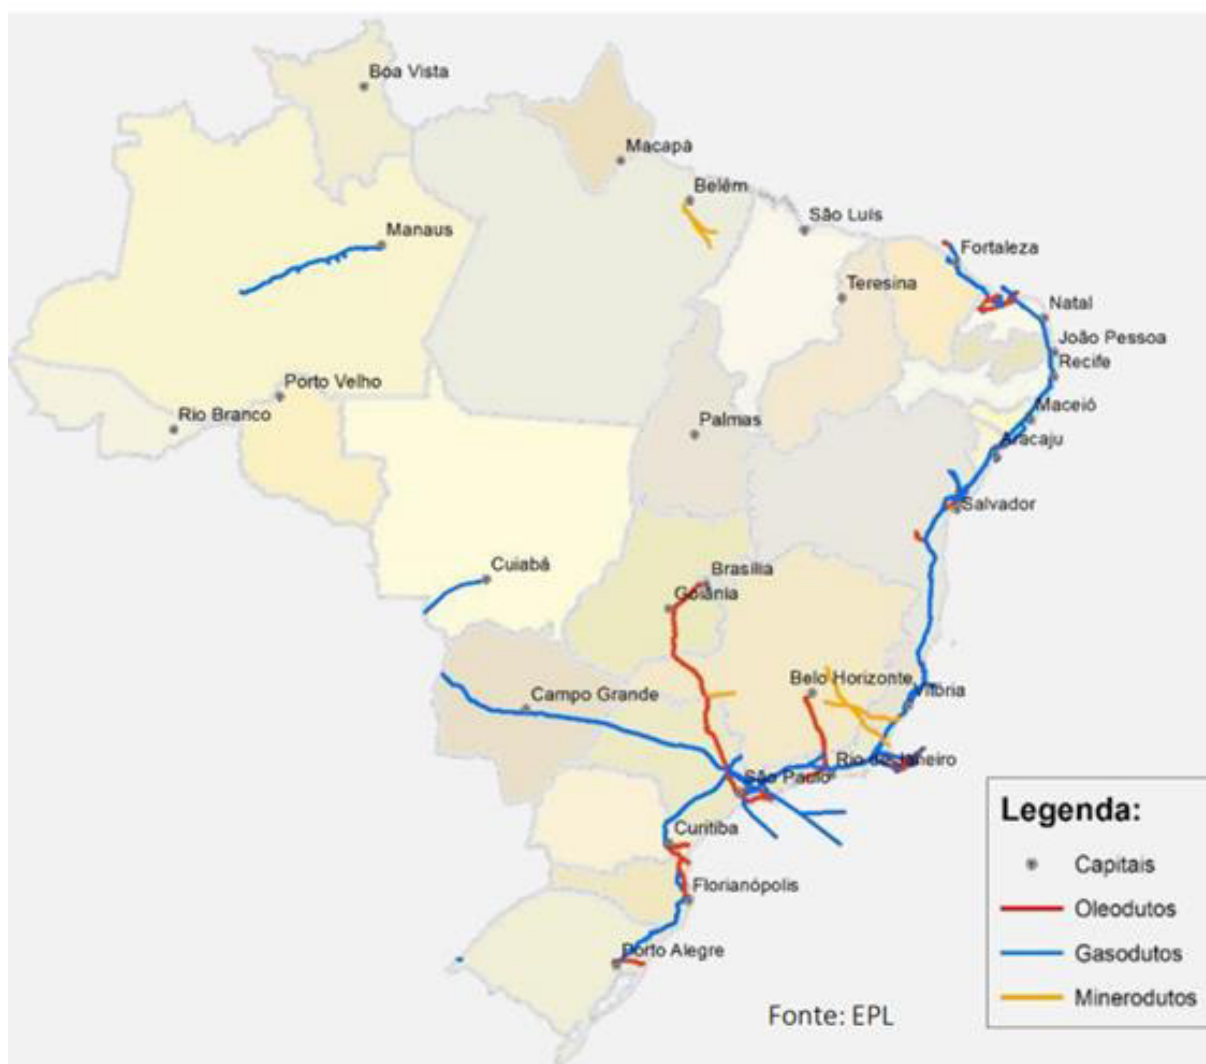 Boa Vista
Macapá
Belém
São Luís
Manaus
Fortaleza
Teresina
Natal
João Pessoa
Recife
Porto Velho
Rio Branco
Maceió
Palmas
Aracaju
Salvador
Cuiabá
Brasília
Goiânia
Belo Horizonte
Campo Grande
Vitória
Rio de Janeiro
São Paulo
Curitiba
Florianópolis
Porto Alegre
Legenda:
Capitais
Oleodutos
Gasodutos
Minerodutos
Fonte: EPL